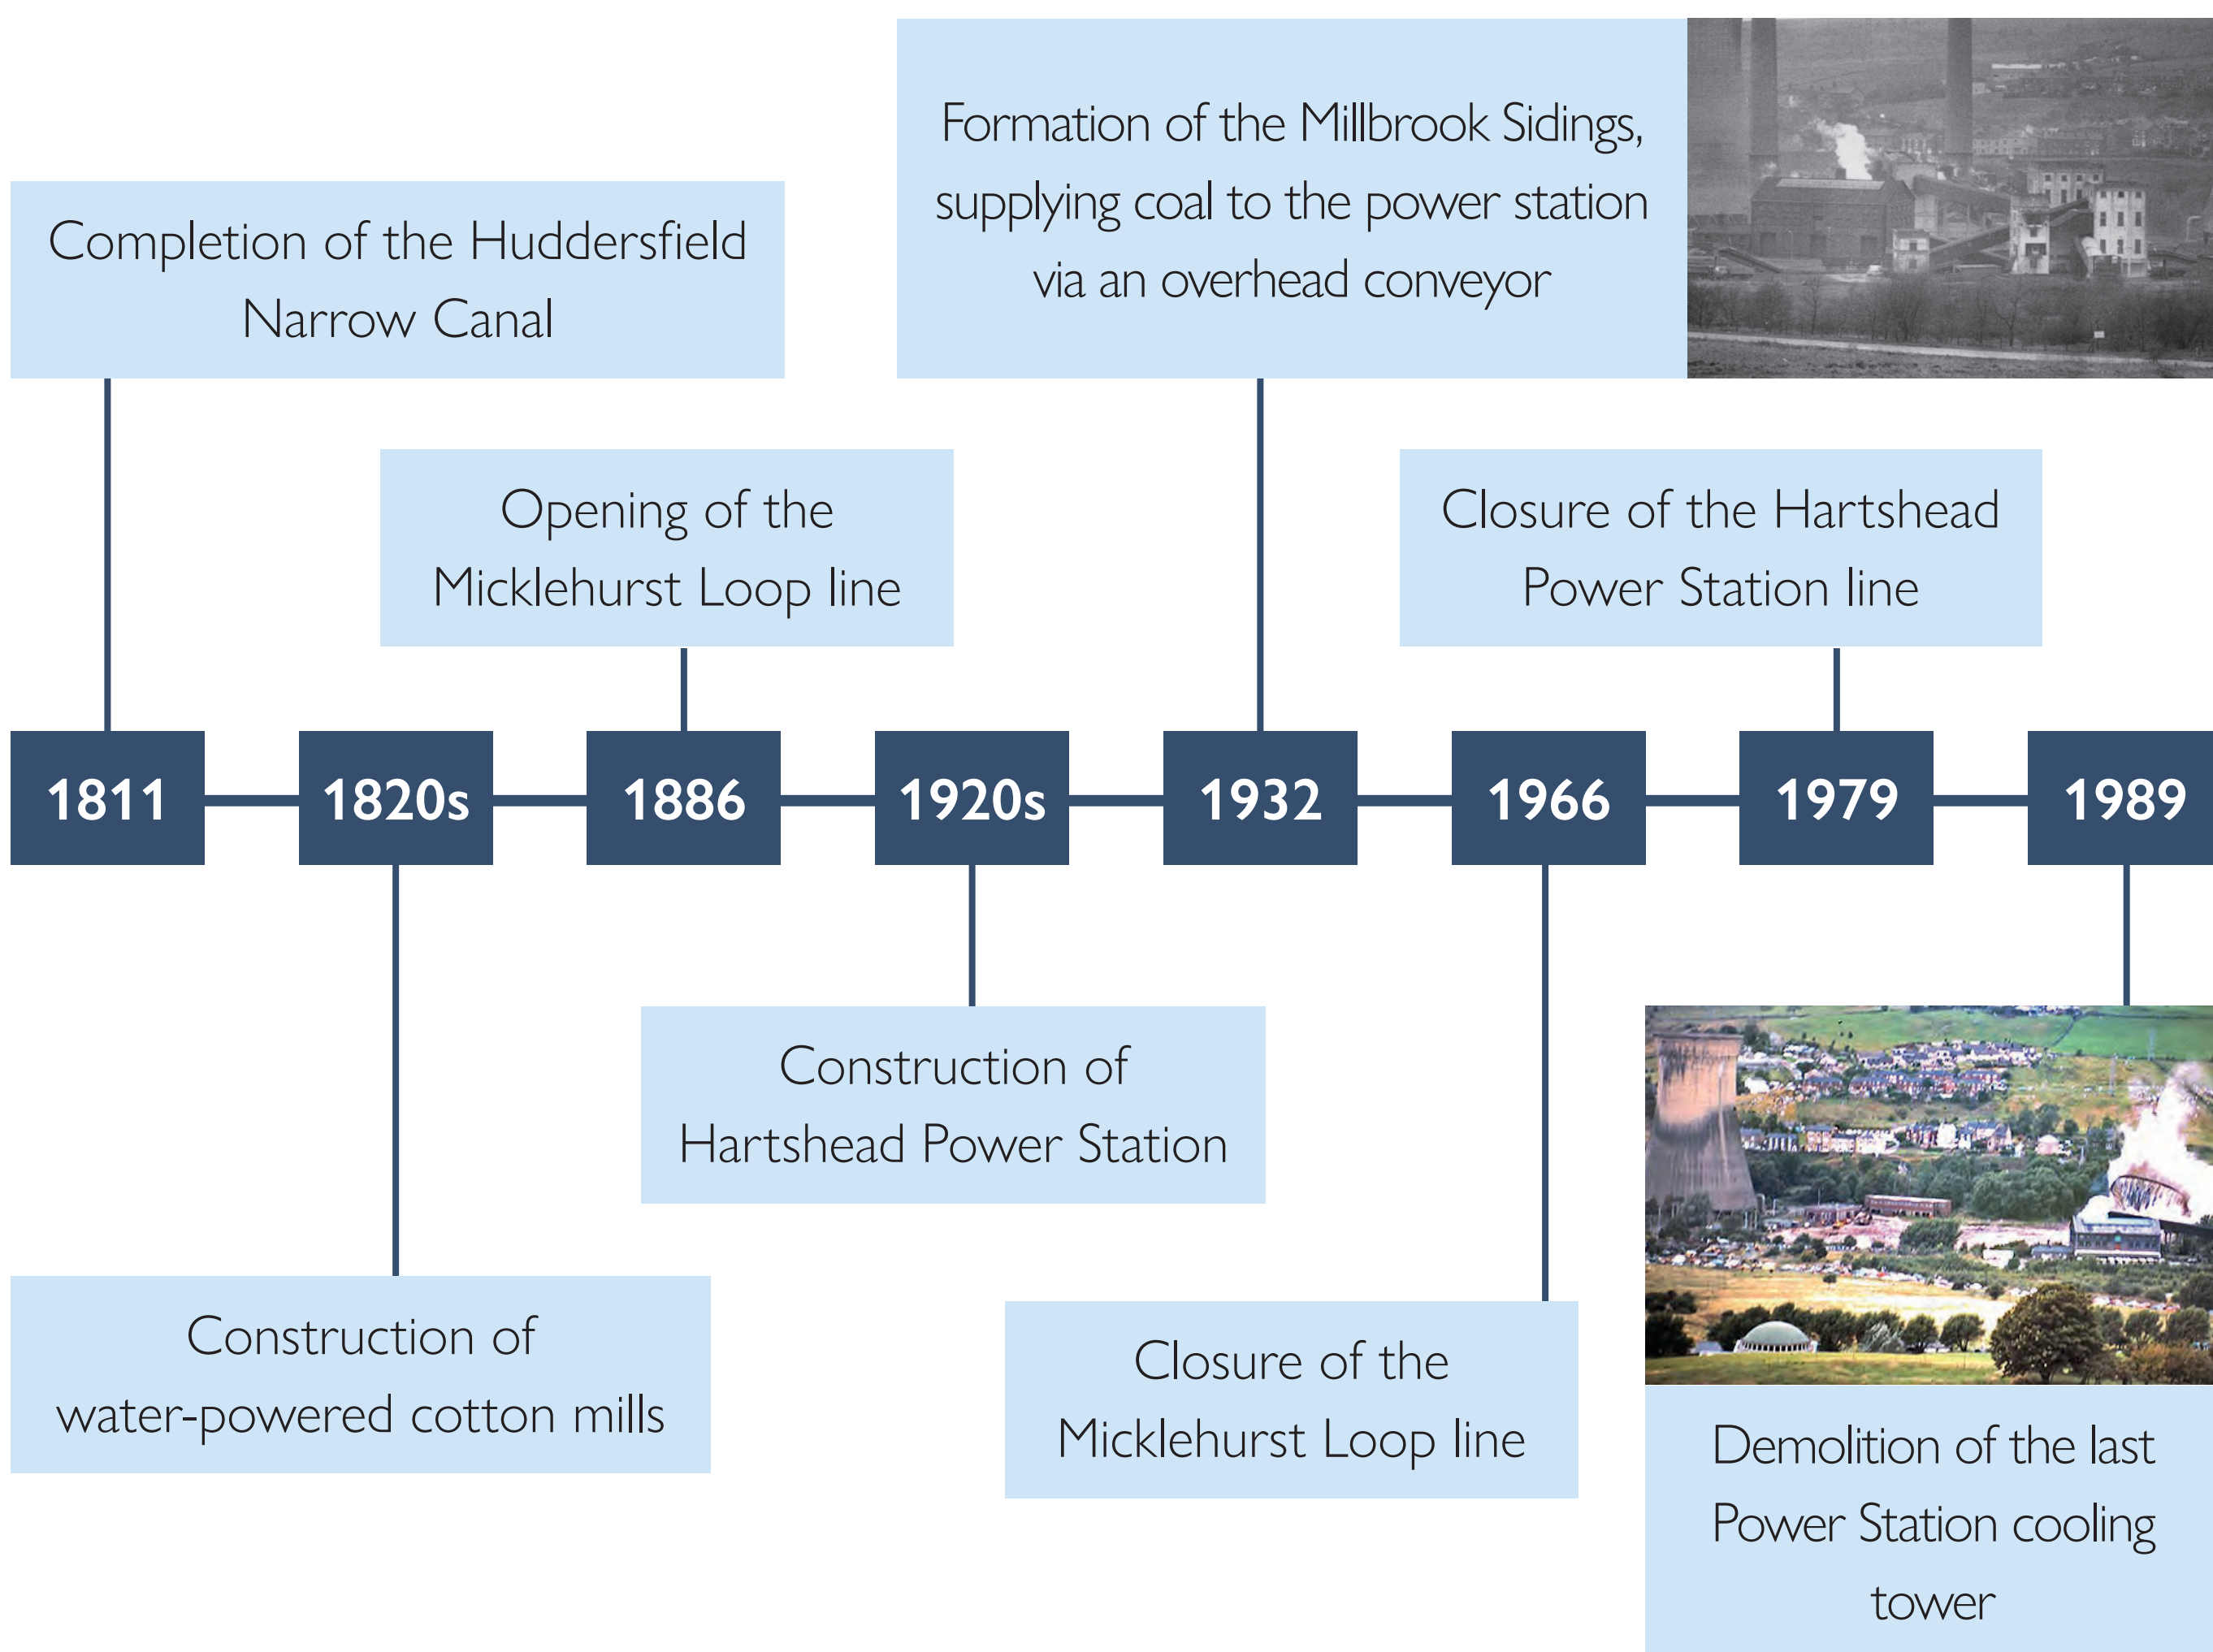 Formation of the Millbrook Sidings,
supplying coal to the power station
via an overhead conveyor
Completion of the Huddersfield
Narrow Canal
Opening of the
Micklehurst Loop line
Closure of the Hartshead
Power Station line
1811
1820s
1886
1920s
1932
1966
1979
1989
Construction of
Hartshead Power Station
Construction of
water-powered cotton mills
Closure of the
Micklehurst Loop line
Demolition of the last
Power Station cooling
tower